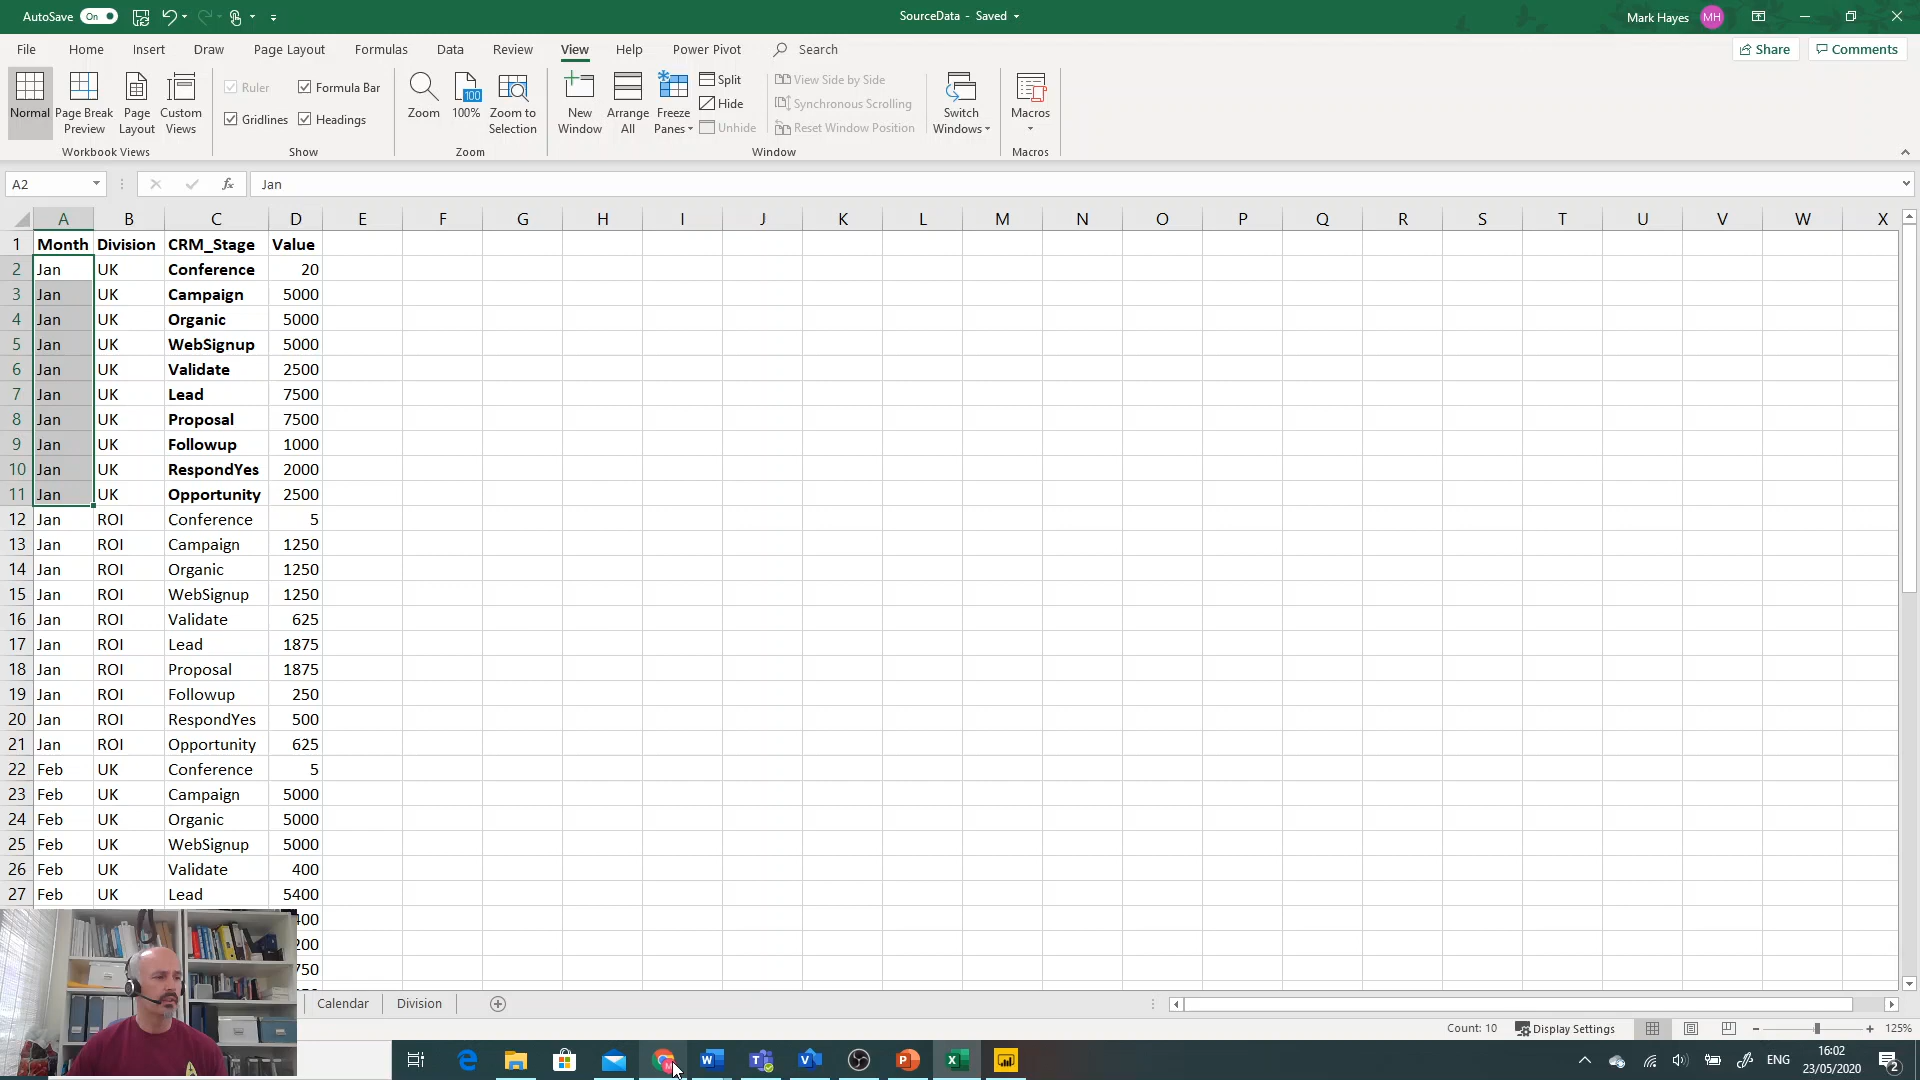 AutoSave On SourceData - Saved Mark Hayes MH
File Home Insert Draw Page Layout Formulas Data Review View Help Power Pivot Search Share Comments
Normal Page Break Preview Page Layout Custom Views
Workbook Views
Ruler Formula Bar
Gridlines Headings
Show
Zoom 100 100% Zoom to Selection
Zoom
New Window Arrange All Freeze Panes
Split
Hide
Unhide
View Side by Side
Synchronous Scrolling
Reset Window Position
Switch Windows
Window
Macros
Macros
A2 fx Jan
A B C D E F G H I J K L M N O P Q R S T U V W X
1 Month Division CRM_Stage Value
2 Jan UK Conference 20
3 Jan UK Campaign 5000
4 Jan UK Organic 5000
5 Jan UK WebSignup 5000
6 Jan UK Validate 2500
7 Jan UK Lead 7500
8 Jan UK Proposal 7500
9 Jan UK Followup 1000
10 Jan UK RespondYes 2000
11 Jan UK Opportunity 2500
12 Jan ROI Conference 5
13 Jan ROI Campaign 1250
14 Jan ROI Organic 1250
15 Jan ROI WebSignup 1250
16 Jan ROI Validate 625
17 Jan ROI Lead 1875
18 Jan ROI Proposal 1875
19 Jan ROI Followup 250
20 Jan ROI RespondYes 500
21 Jan ROI Opportunity 625
22 Feb UK Conference 5
23 Feb UK Campaign 5000
24 Feb UK Organic 5000
25 Feb UK WebSignup 5000
26 Feb UK Validate 400
27 Feb UK Lead 5400
400
200
750
Calendar Division
Count: 10 Display Settings 125%
ENG 16:02
23/05/2020 2